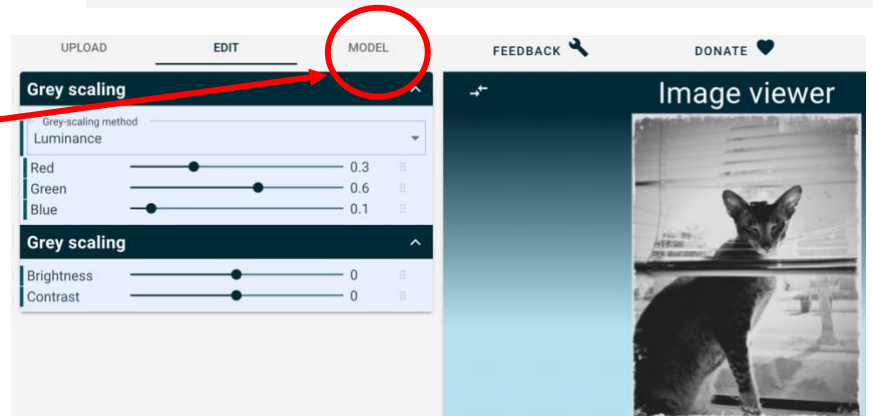 UPLOAD EDIT MODEL FEEDBACK DONATE
Grey scaling
Image viewer
Grey-scaling method
Luminance
Red 0.3
Green 0.6
Blue 0.1
Grey scaling
Brightness 0
Contrast 0